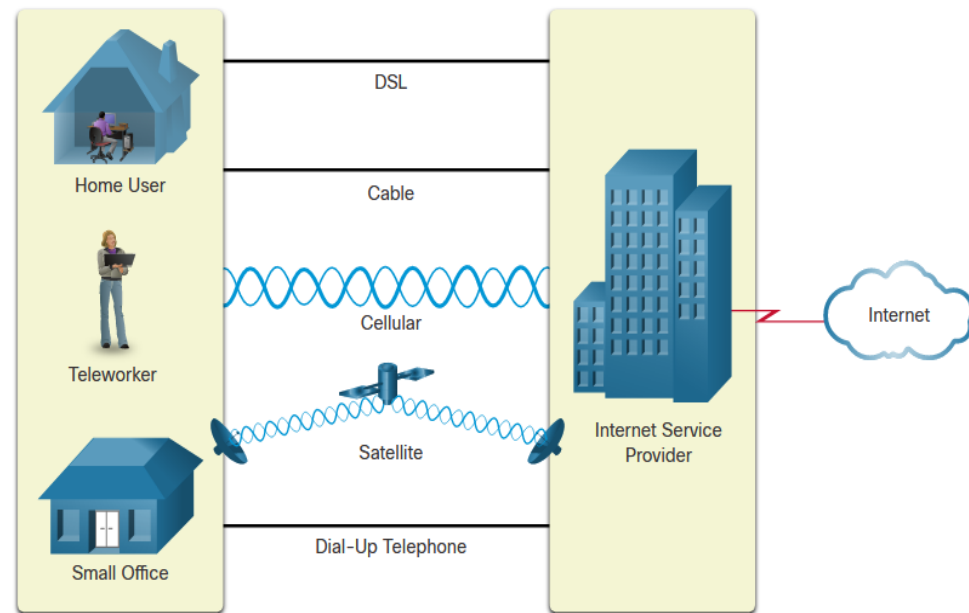 DSL
Home User
Cable
Cellular
Internet
Teleworker
Satellite
Internet Service
Provider
Dial-Up Telephone
Small Office